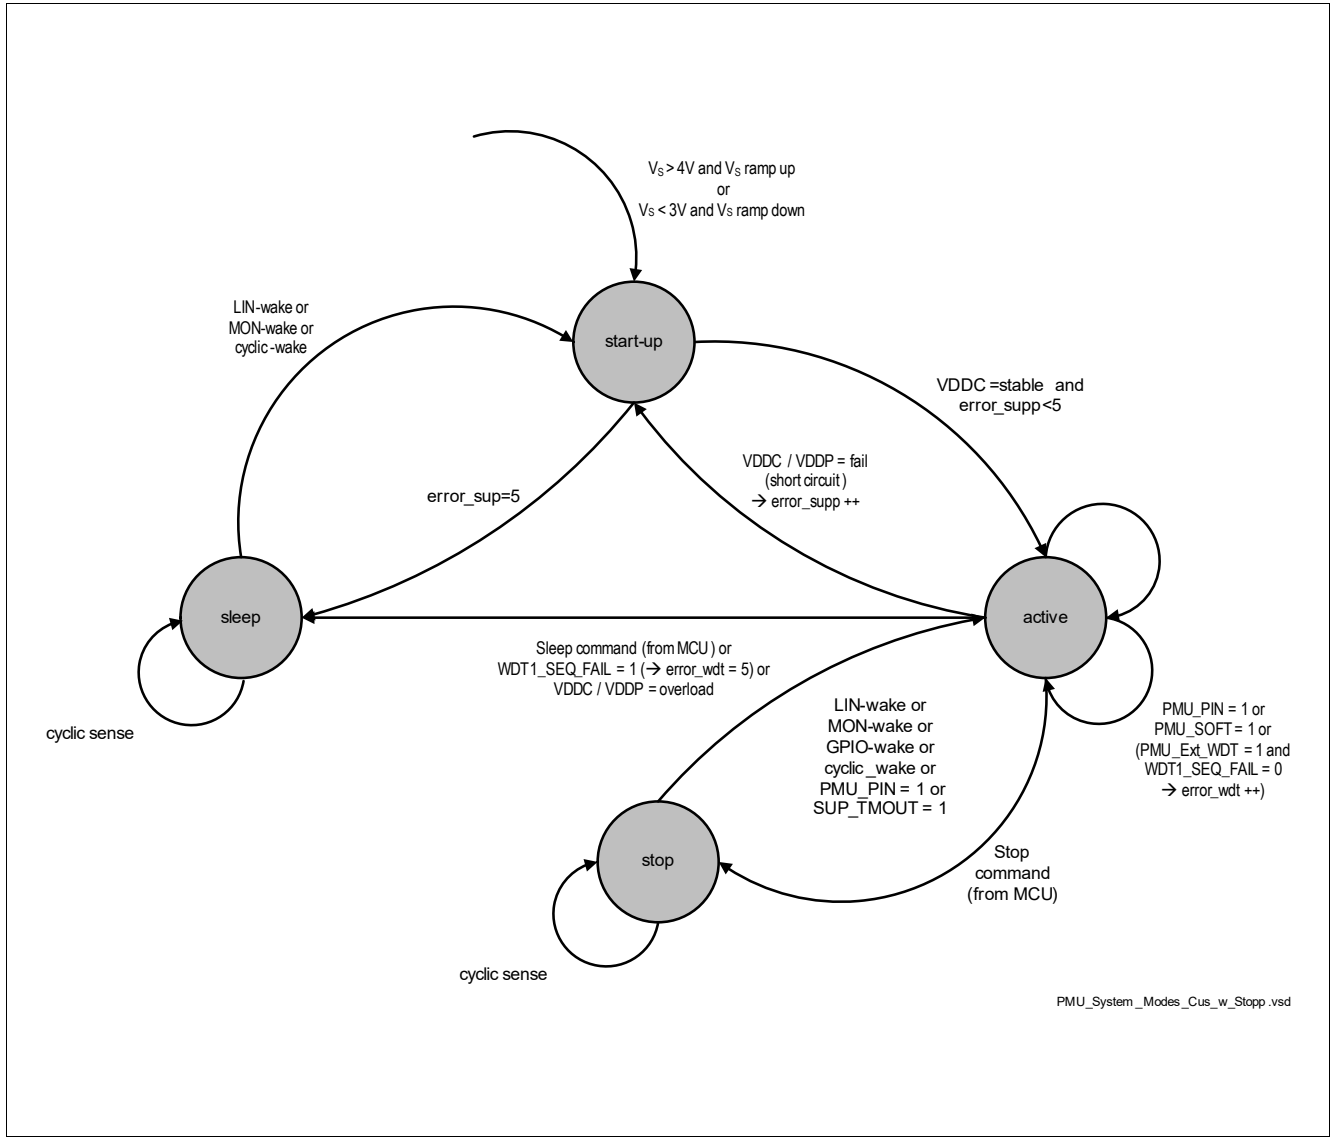 VS > 4V and VS ramp up
or
VS < 3V and VS ramp down
LIN-wake or
MON-wake or
cyclic-wake
start-up
VDDC =stable and
error_supp<5
VDDC / VDDP = fail
(short circuit)
→ error_supp ++
error_sup=5
sleep
active
Sleep command (from MCU) or
WDT1_SEQ_FAIL = 1 (→ error_wdt = 5) or
VDDC / VDDP = overload
cyclic sense
LIN-wake or
MON-wake or
GPIO-wake or
cyclic_wake or
PMU_PIN = 1 or
SUP_TMOUT = 1
PMU_PIN = 1 or
PMU_SOFT = 1 or
(PMU_Ext_WDT = 1 and
WDT1_SEQ_FAIL = 0
→ error_wdt ++)
stop
Stop
command
(from MCU)
cyclic sense
PMU_System_Modes_Cus_w_Stopp.vsd